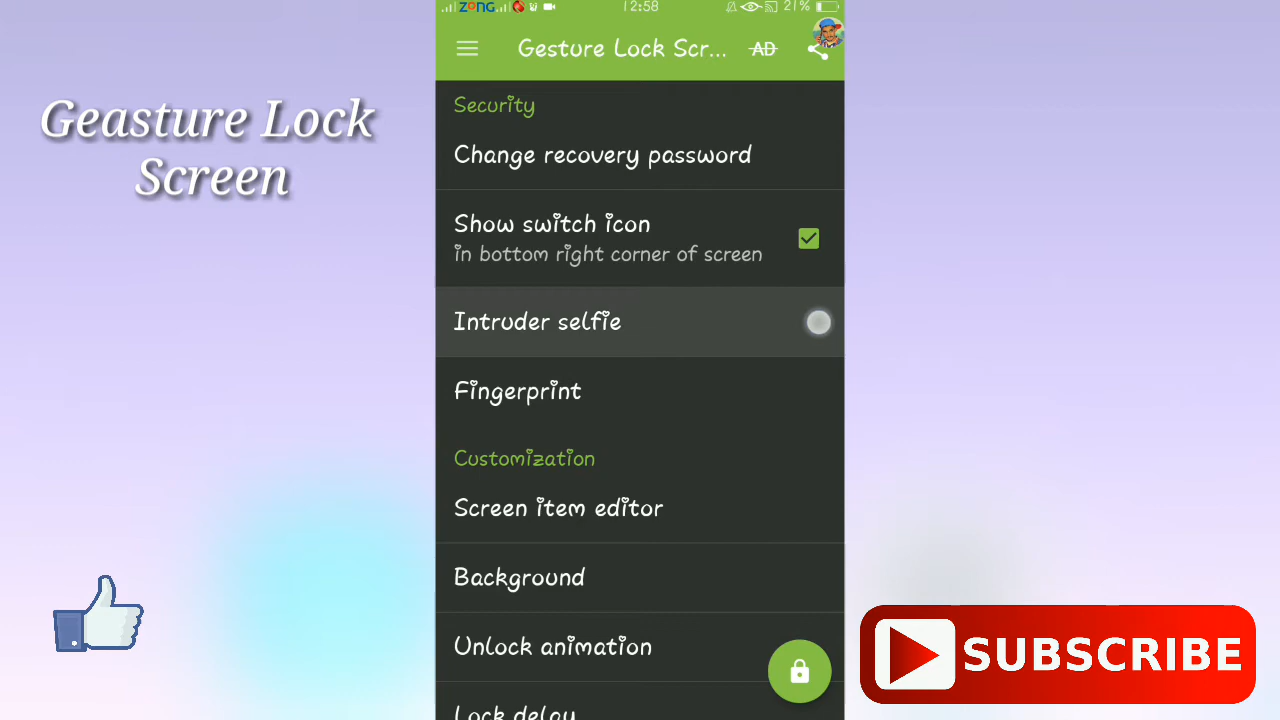 ZONG
12:58
21%
Gesture Lock Scr...
AD
Geasture Lock
Screen
Security
Change recovery password
Show switch icon
in bottom right corner of screen
Intruder selfie
Fingerprint
Customization
Screen item editor
Background
Unlock animation
Lock delay
SUBSCRIBE